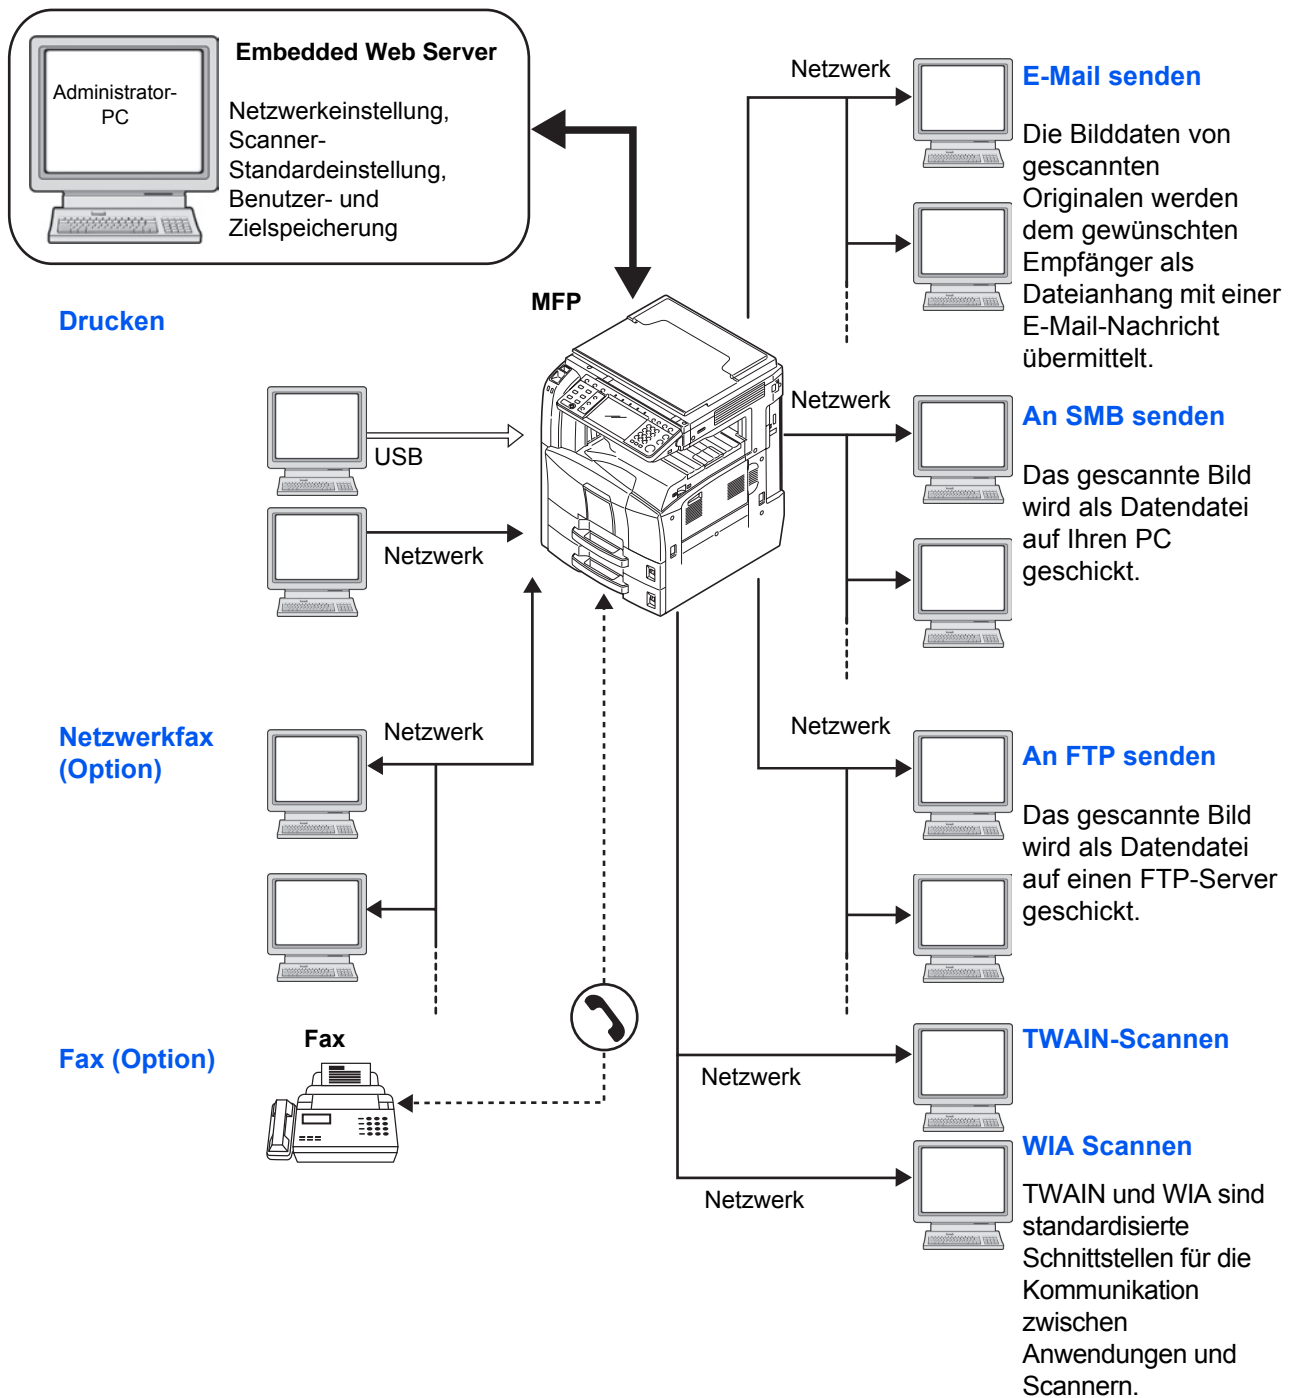 Embedded Web Server
Administrator-
PC
Netzwerkeinstellung,
Scanner-
Standardeinstellung,
Benutzer- und
Zielspeicherung
MFP
Drucken
USB
Netzwerk
Netzwerkfax
(Option)
Netzwerk
Fax (Option)
Fax
Netzwerk
E-Mail senden
Die Bilddaten von
gescannten
Originalen werden
dem gewünschten
Empfänger als
Dateianhang mit einer
E-Mail-Nachricht
übermittelt.
Netzwerk
An SMB senden
Das gescannte Bild
wird als Datendatei
auf Ihren PC
geschickt.
Netzwerk
An FTP senden
Das gescannte Bild
wird als Datendatei
auf einen FTP-Server
geschickt.
TWAIN-Scannen
Netzwerk
WIA Scannen
Netzwerk
TWAIN und WIA sind
standardisierte
Schnittstellen für die
Kommunikation
zwischen
Anwendungen und
Scannern.